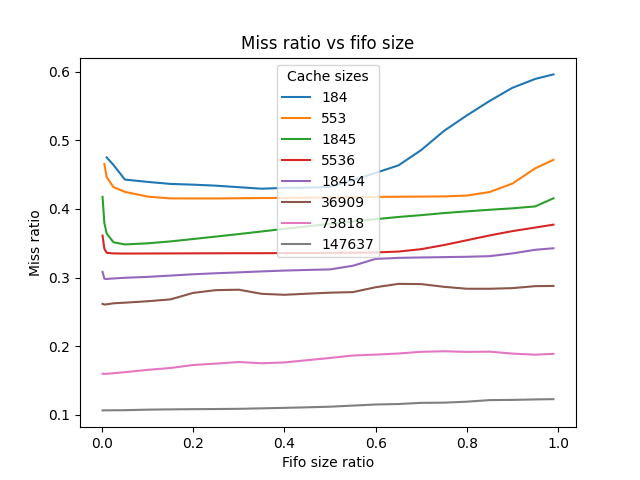 Miss ratio vs fifo size
Cache sizes
184
553
1845
5536
18454
36909
73818
147637
0.6
0.5
0.4
0.3
0.2
0.1
Miss ratio
0.0 0.2 0.4 0.6 0.8 1.0
Fifo size ratio